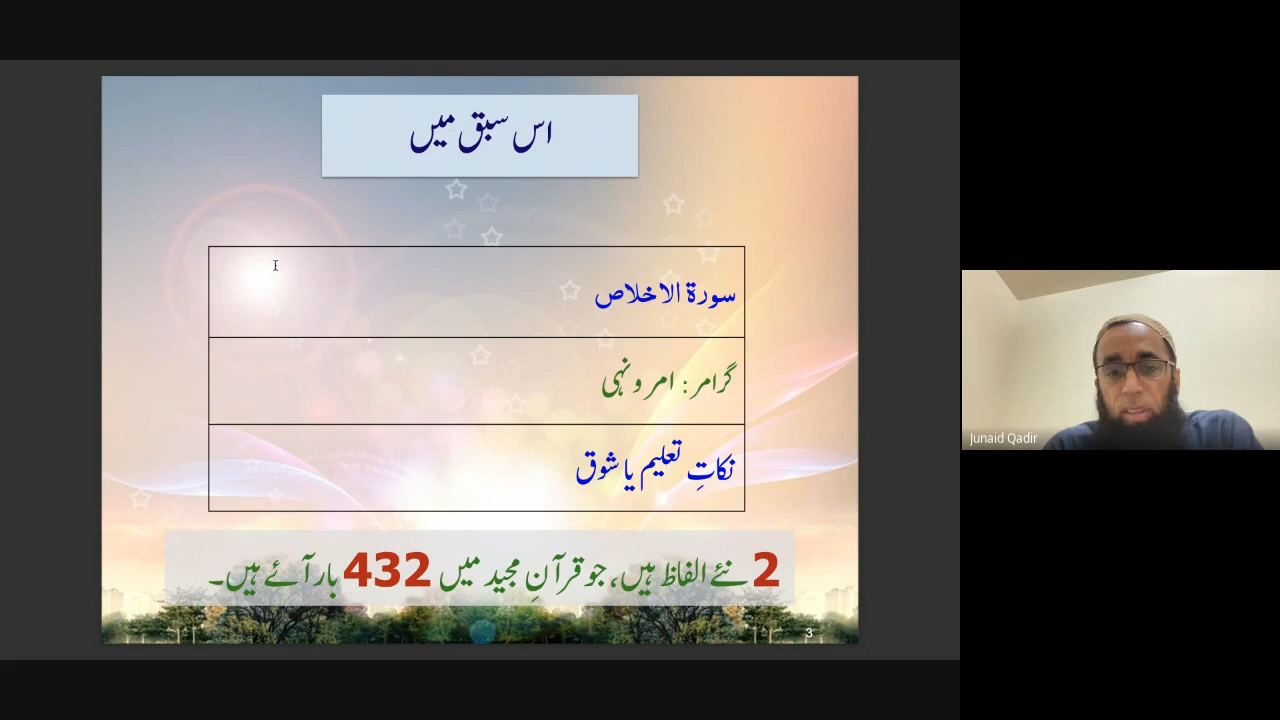 اس سبق میں
سورۃ الاخلاص
گرامر : امر و نہی
نکاتِ تعلیم یا شوق
2 نئے الفاظ ہیں، جو قرآنِ مجید میں 432 بار آئے ہیں۔
3
Junaid Qadir